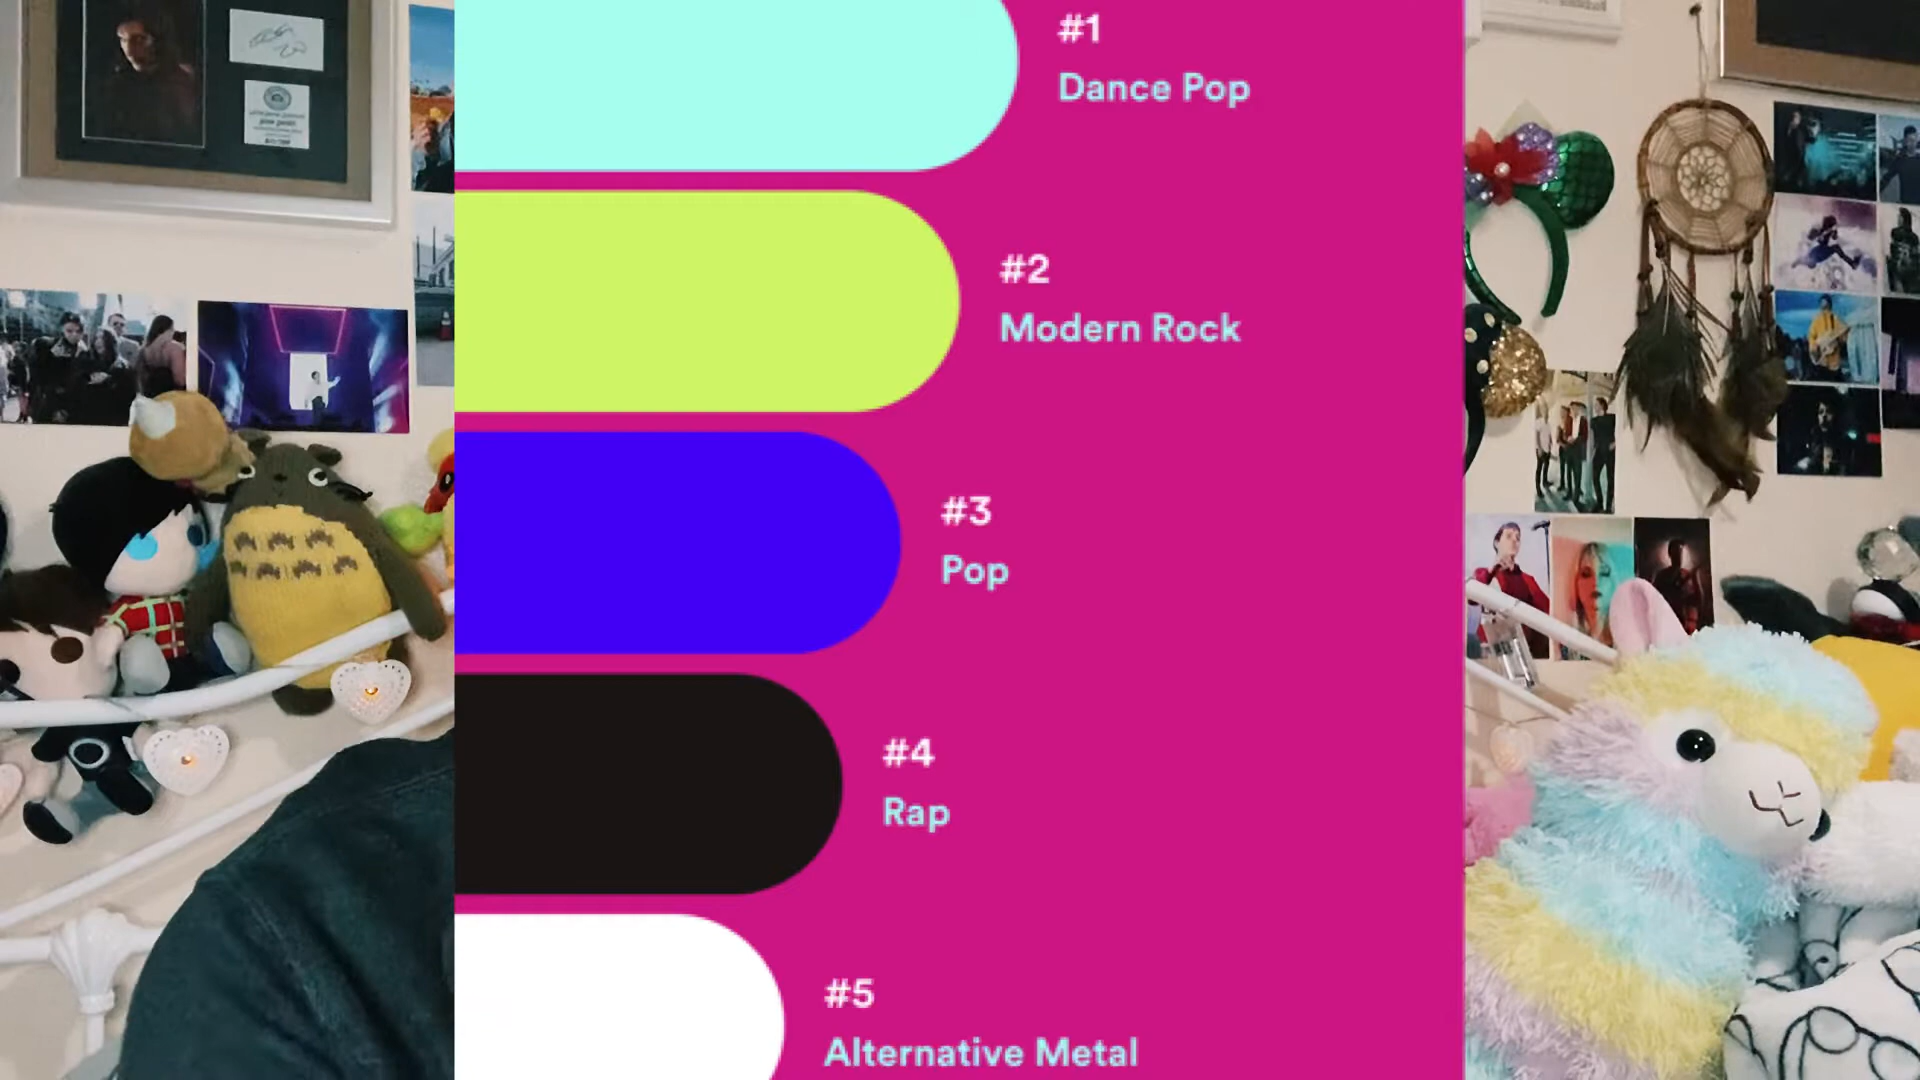 #1
Dance Pop
#2
Modern Rock
#3
Pop
#4
Rap
#5
Alternative Metal